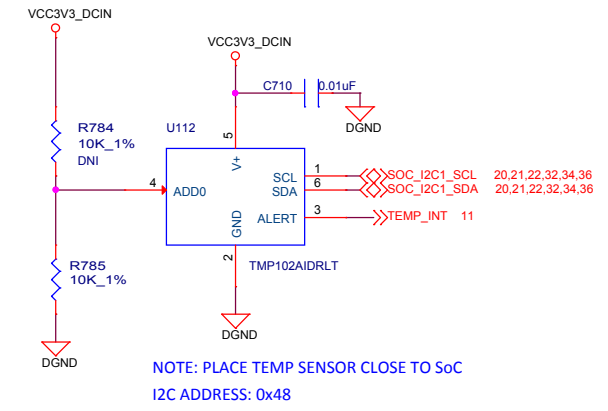 VCC3V3_DCIN
VCC3V3_DCIN
C710 0.01uF
DGND
R784
10K_1%
DNI
U112
5
V+
4 ADD0
SCL 1 SOC_I2C1_SCL 20,21,22,32,34,36
SDA 6 SOC_I2C1_SDA 20,21,22,32,34,36
ALERT 3 TEMP_INT 11
GND
2
TMP102AIDRLT
R785
10K_1%
DGND
DGND
NOTE: PLACE TEMP SENSOR CLOSE TO SoC
I2C ADDRESS: 0x48